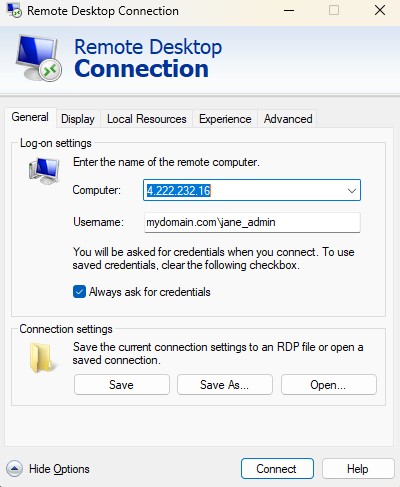 Remote Desktop Connection
Remote Desktop
Connection
General Display Local Resources Experience Advanced
Log-on settings
Enter the name of the remote computer.
Computer: 4.222.232.16
Username: mydomain.com\jane_admin
You will be asked for credentials when you connect. To use
saved credentials, clear the following checkbox.
Always ask for credentials
Connection settings
Save the current connection settings to an RDP file or open a
saved connection.
Save Save As... Open...
Hide Options Connect Help